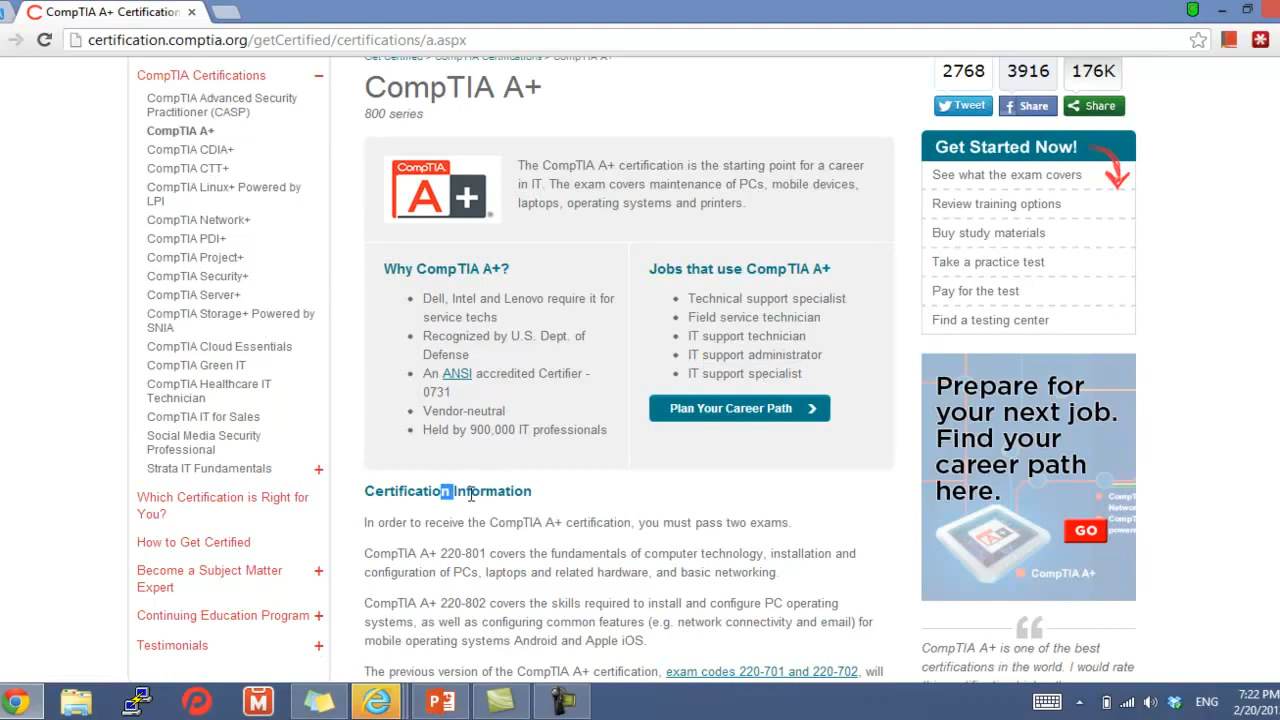 CompTIA A+ Certification
certification.comptia.org/getCertified/certifications/a.aspx
CompTIA Certifications
CompTIA Advanced Security
Practitioner (CASP)
CompTIA A+
CompTIA CDIA+
CompTIA CTT+
CompTIA Linux+ Powered by
LPI
CompTIA Network+
CompTIA PDI+
CompTIA Project+
CompTIA Security+
CompTIA Server+
CompTIA Storage+ Powered by
SNIA
CompTIA Cloud Essentials
CompTIA Green IT
CompTIA Healthcare IT
Technician
CompTIA IT for Sales
Social Media Security
Professional
Strata IT Fundamentals
Which Certification is Right for
You?
How to Get Certified
Become a Subject Matter
Expert
Continuing Education Program
Testimonials
Get Certified > CompTIA Certifications > CompTIA A+
CompTIA A+
800 series
CompTIA
A+
The CompTIA A+ certification is the starting point for a career
in IT. The exam covers maintenance of PCs, mobile devices,
laptops, operating systems and printers.
Why CompTIA A+?
Dell, Intel and Lenovo require it for
service techs
Recognized by U.S. Dept. of
Defense
An ANSI accredited Certifier -
0731
Vendor-neutral
Held by 900,000 IT professionals
Jobs that use CompTIA A+
Technical support specialist
Field service technician
IT support technician
IT support administrator
IT support specialist
Plan Your Career Path
Certification Information
In order to receive the CompTIA A+ certification, you must pass two exams.
CompTIA A+ 220-801 covers the fundamentals of computer technology, installation and
configuration of PCs, laptops and related hardware, and basic networking.
CompTIA A+ 220-802 covers the skills required to install and configure PC operating
systems, as well as configuring common features (e.g. network connectivity and email) for
mobile operating systems Android and Apple iOS.
The previous version of the CompTIA A+ certification, exam codes 220-701 and 220-702, will
2768 3916 176K
Tweet Share Share
Get Started Now!
See what the exam covers
Review training options
Buy study materials
Take a practice test
Pay for the test
Find a testing center
Prepare for
your next job.
Find your
career path
here.
GO
CompTIA A+
CompTIA A+ is one of the best
certifications in the world. I would rate
ENG
7:22 PM
2/20/201